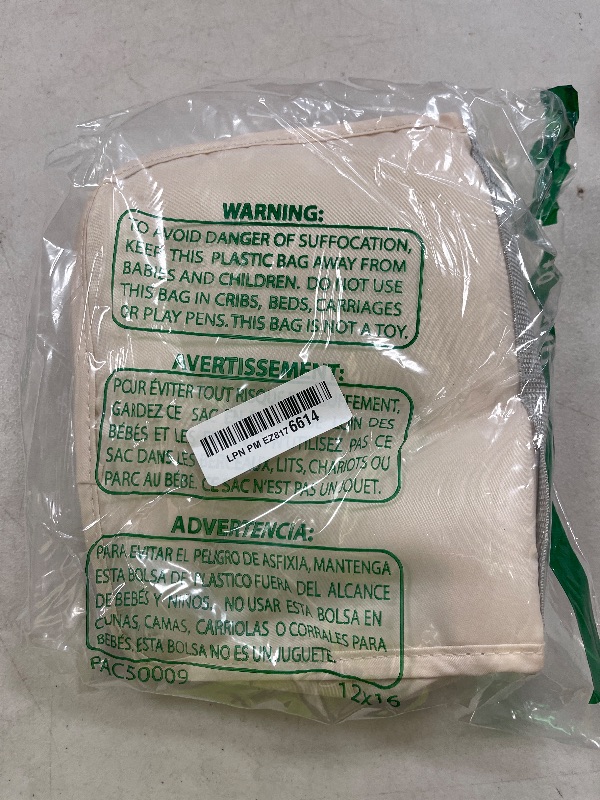 WARNING:
TO AVOID DANGER OF SUFFOCATION,
KEEP THIS PLASTIC BAG AWAY FROM
BABIES AND CHILDREN. DO NOT USE
THIS BAG IN CRIBS, BEDS, CARRIAGES
OR PLAY PENS. THIS BAG IS NOT A TOY.
AVERTISSEMENT:
POUR ÉVITER TOUT
GARDEZ CE SAC DES
BÉBÉS ET PAS CE
SAC DANS LES LITS, CHARIOTS OU
PARC AU BÉBÉ. CE SAC N'EST PAS UN JOUET.
LPN PM EZ817 6614
ADVERTENCIA:
PARA EVITAR EL PELIGRO DE ASFIXIA, MANTENGA
ESTA BOLSA DE PLASTICO FUERA DEL ALCANCE
DE BEBÉS Y NINOS. NO USAR ESTA BOLSA EN
CUNAS, CAMAS, CARRIOLAS O CORRALES PARA
BEBÉS. ESTA BOLSA NO ES UN JUGUETE.
PAC50009 12x16